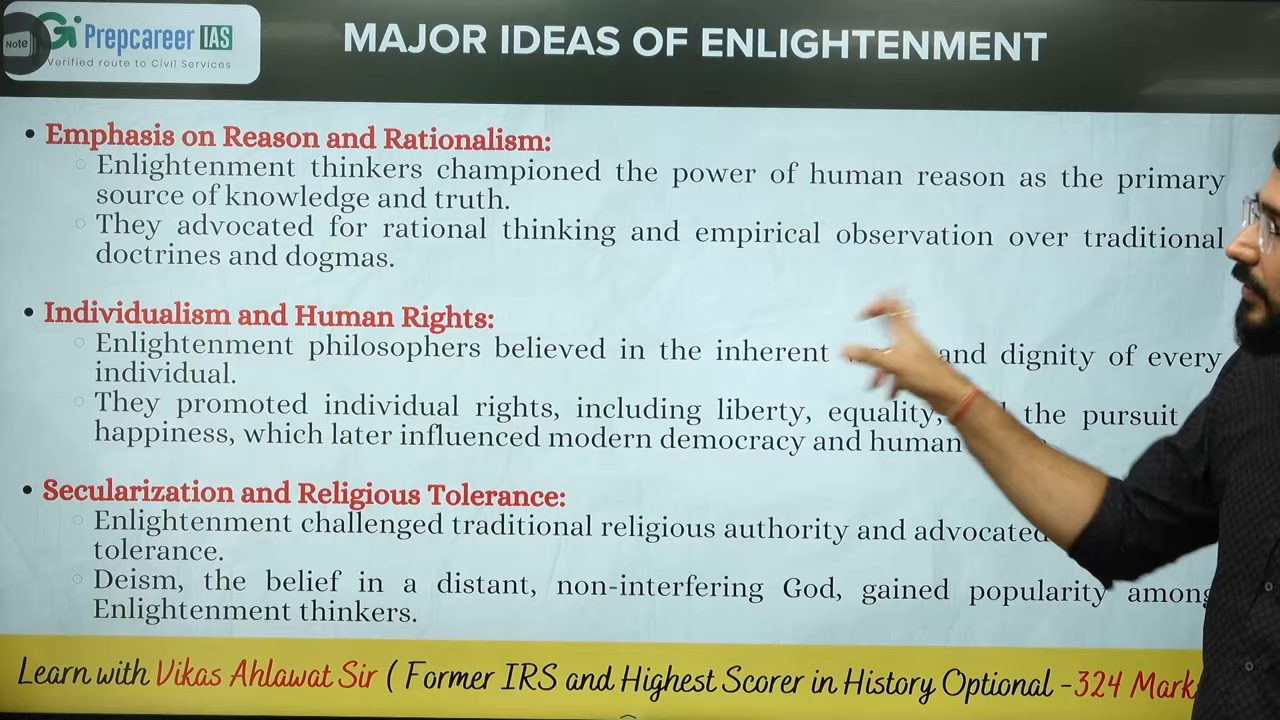 Note
Gi Prepcareer IAS
Verified route to Civil Services
MAJOR IDEAS OF ENLIGHTENMENT
• Emphasis on Reason and Rationalism:
○ Enlightenment thinkers championed the power of human reason as the primary
source of knowledge and truth.
○ They advocated for rational thinking and empirical observation over traditional
doctrines and dogmas.
• Individualism and Human Rights:
○ Enlightenment philosophers believed in the inherent and dignity of every
individual.
○ They promoted individual rights, including liberty, equality, the pursuit
happiness, which later influenced modern democracy and human
• Secularization and Religious Tolerance:
○ Enlightenment challenged traditional religious authority and advocated
tolerance.
○ Deism, the belief in a distant, non-interfering God, gained popularity among
Enlightenment thinkers.
Learn with Vikas Ahlawat Sir ( Former IRS and Highest Scorer in History Optional -324 Mark